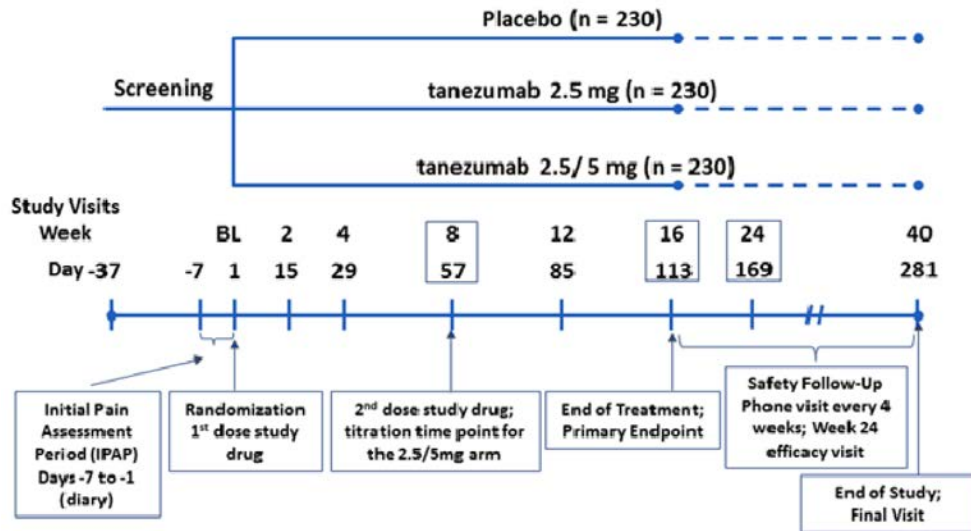 Placebo (n = 230)
Screening
tanezumab 2.5 mg (n = 230)
tanezumab 2.5/ 5 mg (n = 230)
Study Visits
Week BL 2 4 8 12 16 24 40
Day -37 -7 1 15 29 57 85 113 169 281
Initial Pain
Assessment
Period (IPAP)
Days -7 to -1
(diary)
Randomization
1st dose study
drug
2nd dose study drug;
titration time point for
the 2.5/5mg arm
End of Treatment;
Primary Endpoint
Safety Follow-Up
Phone visit every 4
weeks; Week 24
efficacy visit
End of Study;
Final Visit